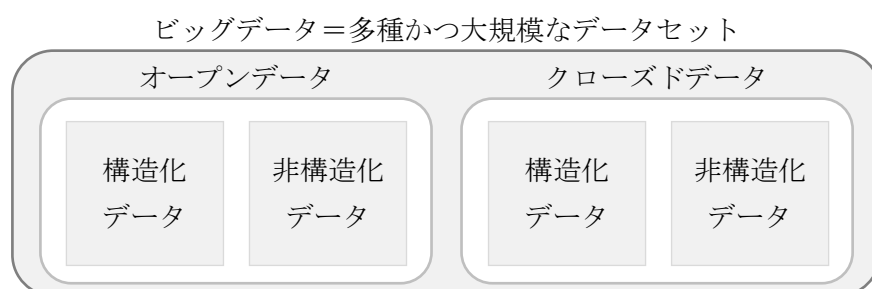 ビッグデータ＝多種かつ大規模なデータセット
オープンデータ
クローズドデータ
構造化
データ
非構造化
データ
構造化
データ
非構造化
データ